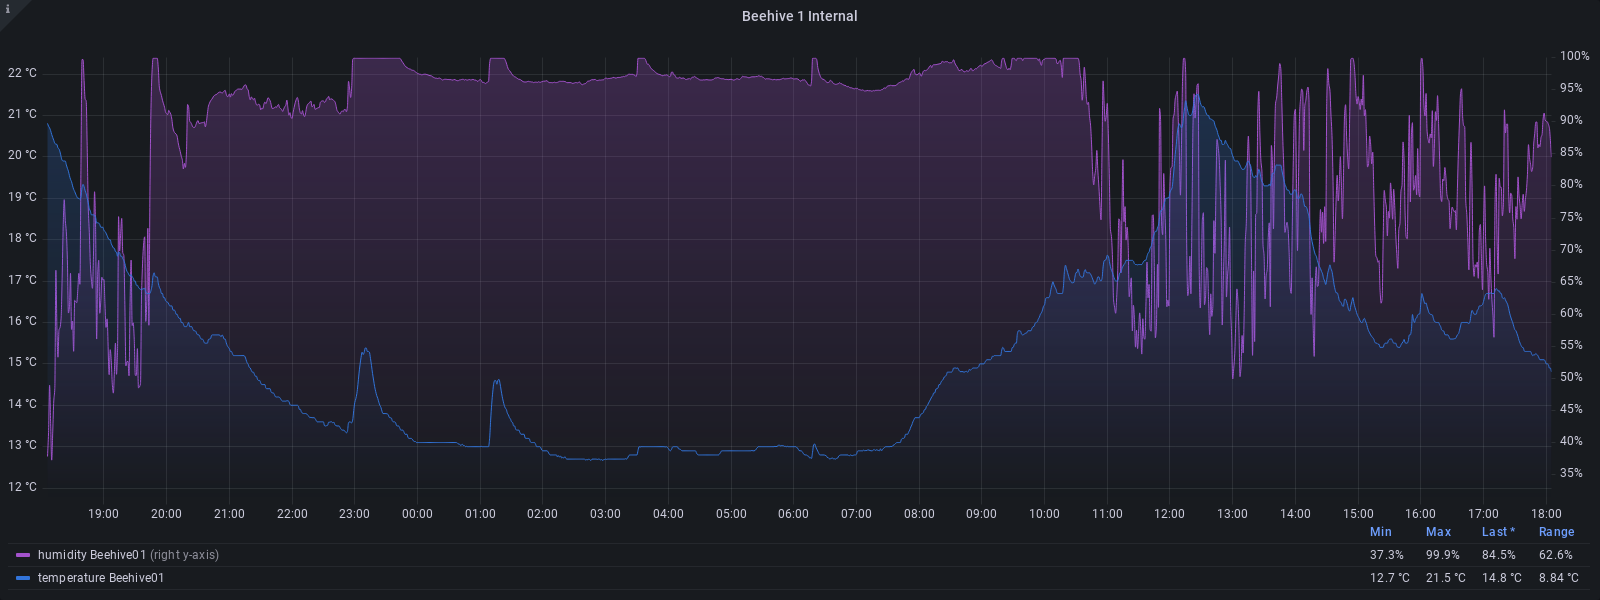 i
Beehive 1 Internal
22 °C
21 °C
20 °C
19 °C
18 °C
17 °C
16 °C
15 °C
14 °C
13 °C
12 °C
100%
95%
90%
85%
80%
75%
70%
65%
60%
55%
50%
45%
40%
35%
19:00 20:00 21:00 22:00 23:00 00:00 01:00 02:00 03:00 04:00 05:00 06:00 07:00 08:00 09:00 10:00 11:00 12:00 13:00 14:00 15:00 16:00 17:00 18:00
Min Max Last * Range
humidity Beehive01 (right y-axis) 37.3% 99.9% 84.5% 62.6%
temperature Beehive01 12.7 °C 21.5 °C 14.8 °C 8.84 °C